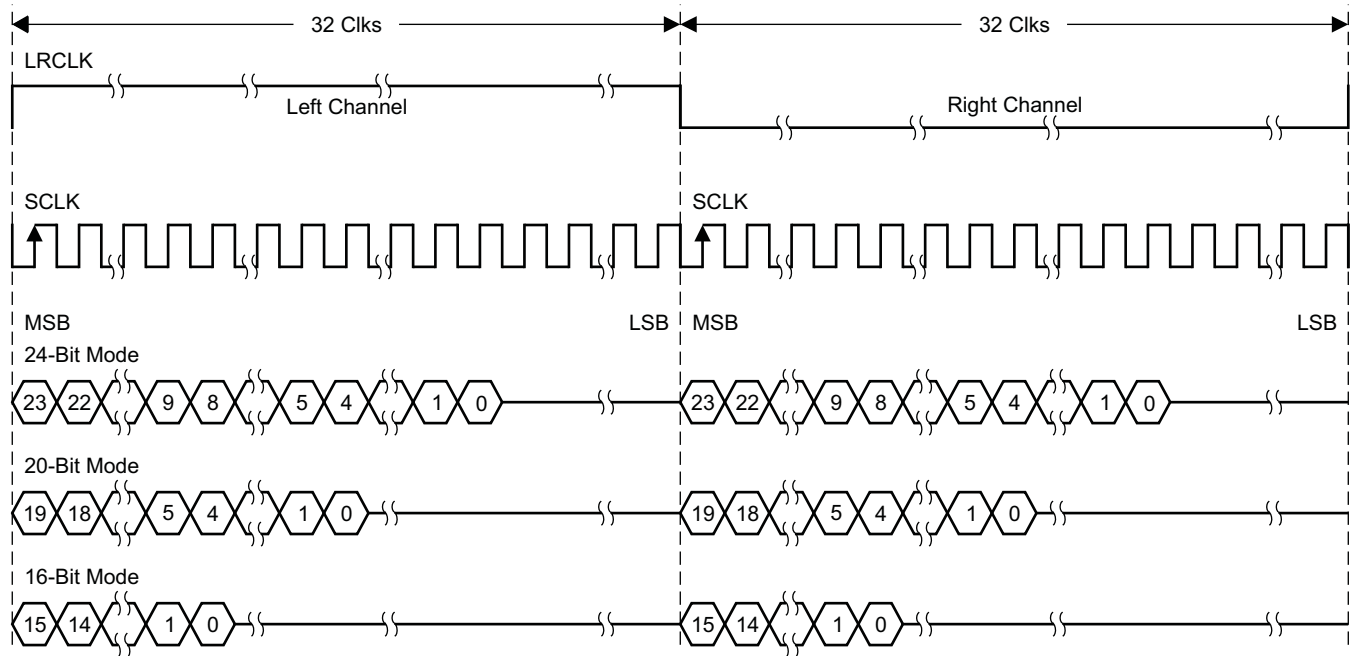 32 Clks 32 Clks
LRCLK
Left Channel Right Channel
SCLK SCLK
MSB LSB MSB LSB
24-Bit Mode
23 22 9 8 5 4 1 0 23 22 9 8 5 4 1 0
20-Bit Mode
19 18 5 4 1 0 19 18 5 4 1 0
16-Bit Mode
15 14 1 0 15 14 1 0